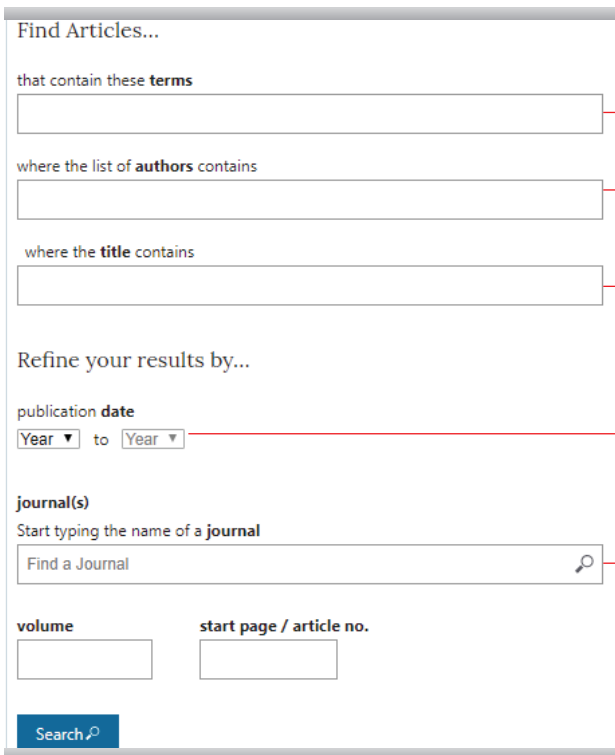 Find Articles...
that contain these terms
where the list of authors contains
where the title contains
Refine your results by...
publication date
Year to Year
journal(s)
Start typing the name of a journal
Find a Journal
volume start page / article no.
Search